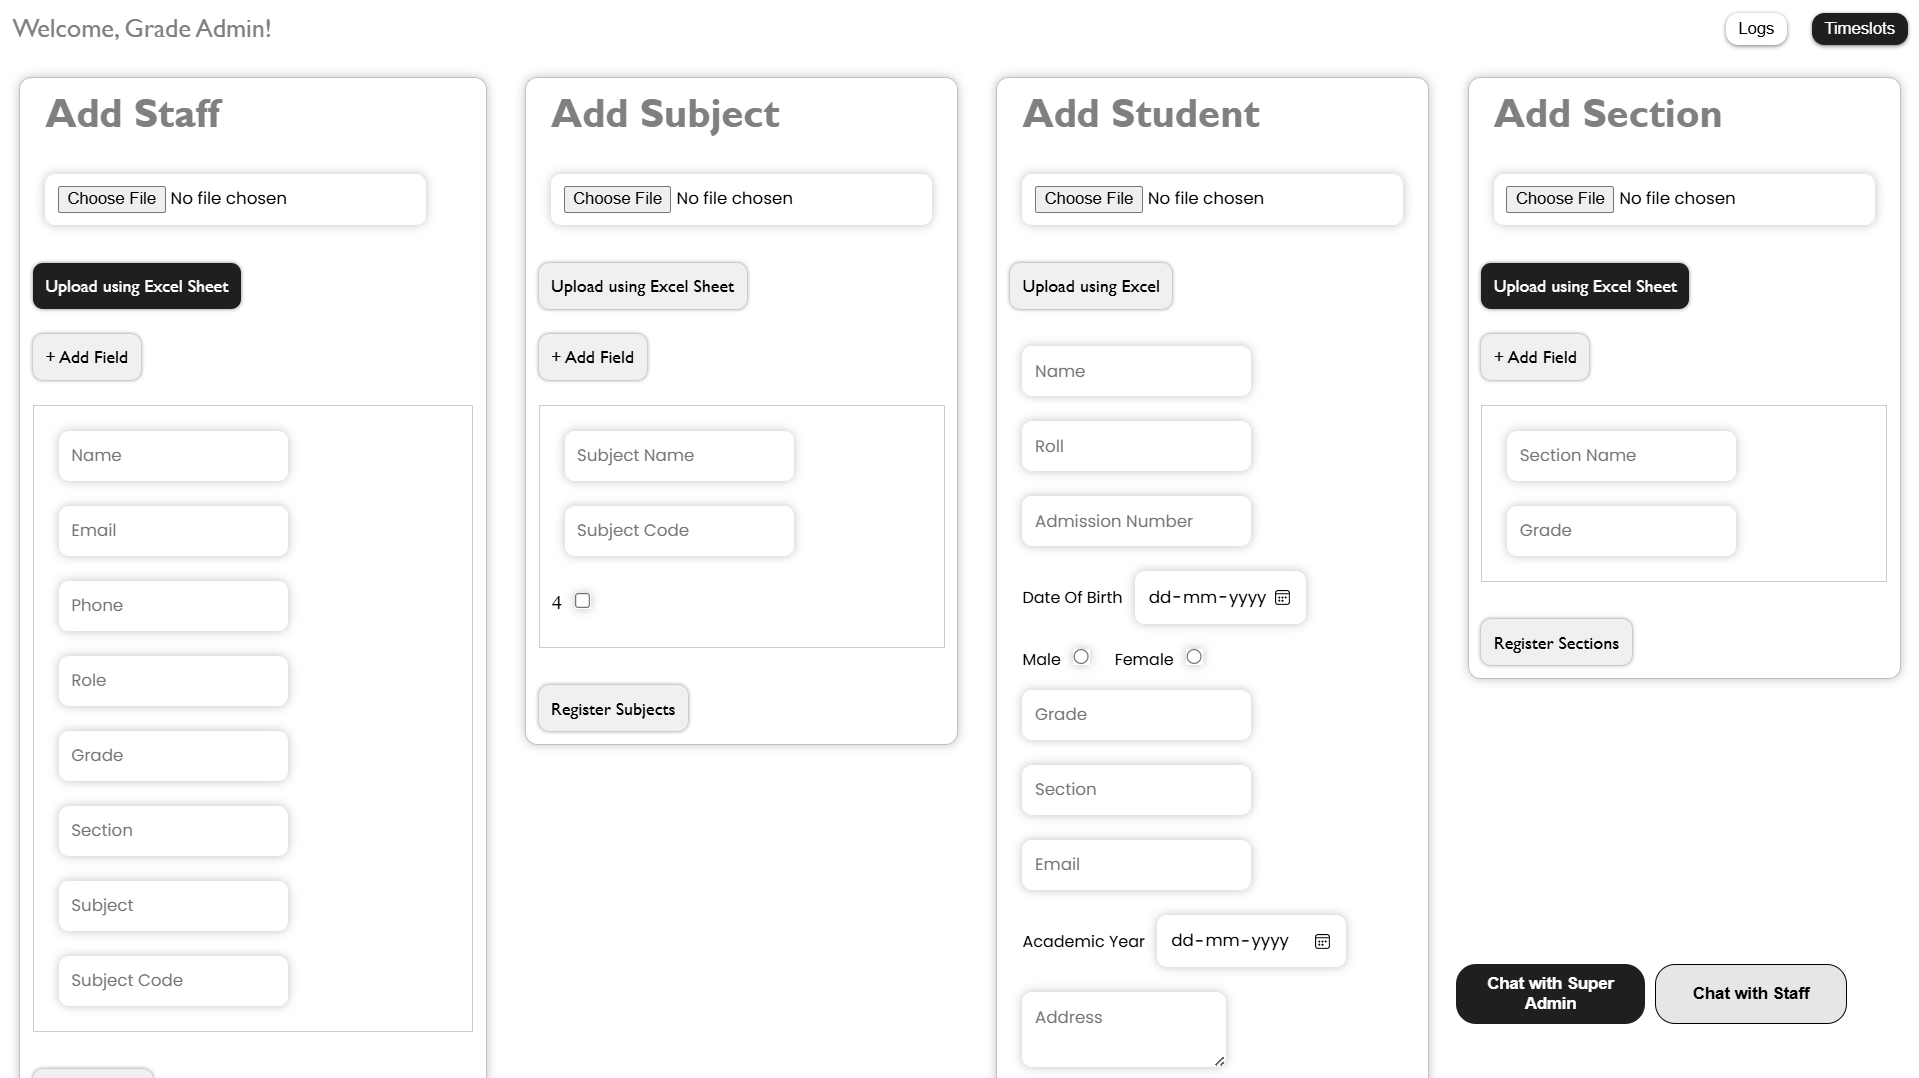 Welcome, Grade Admin!
Logs
Timeslots
Add Staff
Choose File No file chosen
Upload using Excel Sheet
+ Add Field
Name
Email
Phone
Role
Grade
Section
Subject
Subject Code
Add Subject
Choose File No file chosen
Upload using Excel Sheet
+ Add Field
Subject Name
Subject Code
4
Register Subjects
Add Student
Choose File No file chosen
Upload using Excel
Name
Roll
Admission Number
Date Of Birth dd-mm-yyyy
Male Female
Grade
Section
Email
Academic Year dd-mm-yyyy
Address
Add Section
Choose File No file chosen
Upload using Excel Sheet
+ Add Field
Section Name
Grade
Register Sections
Chat with Super
Admin
Chat with Staff